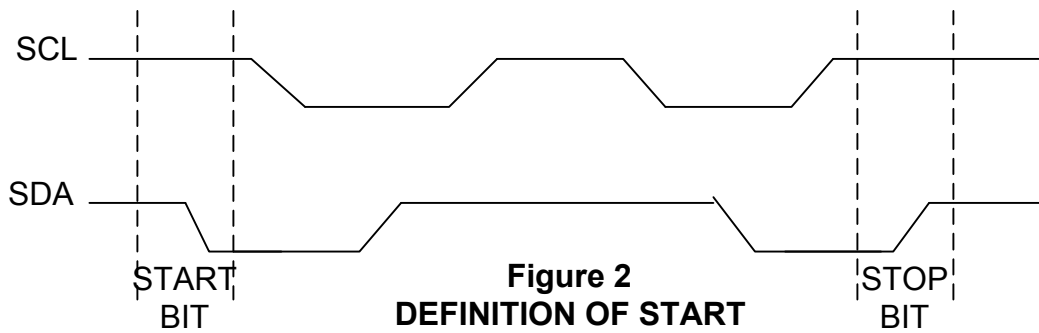 SCL
SDA
START
BIT
Figure 2
DEFINITION OF START
STOP
BIT